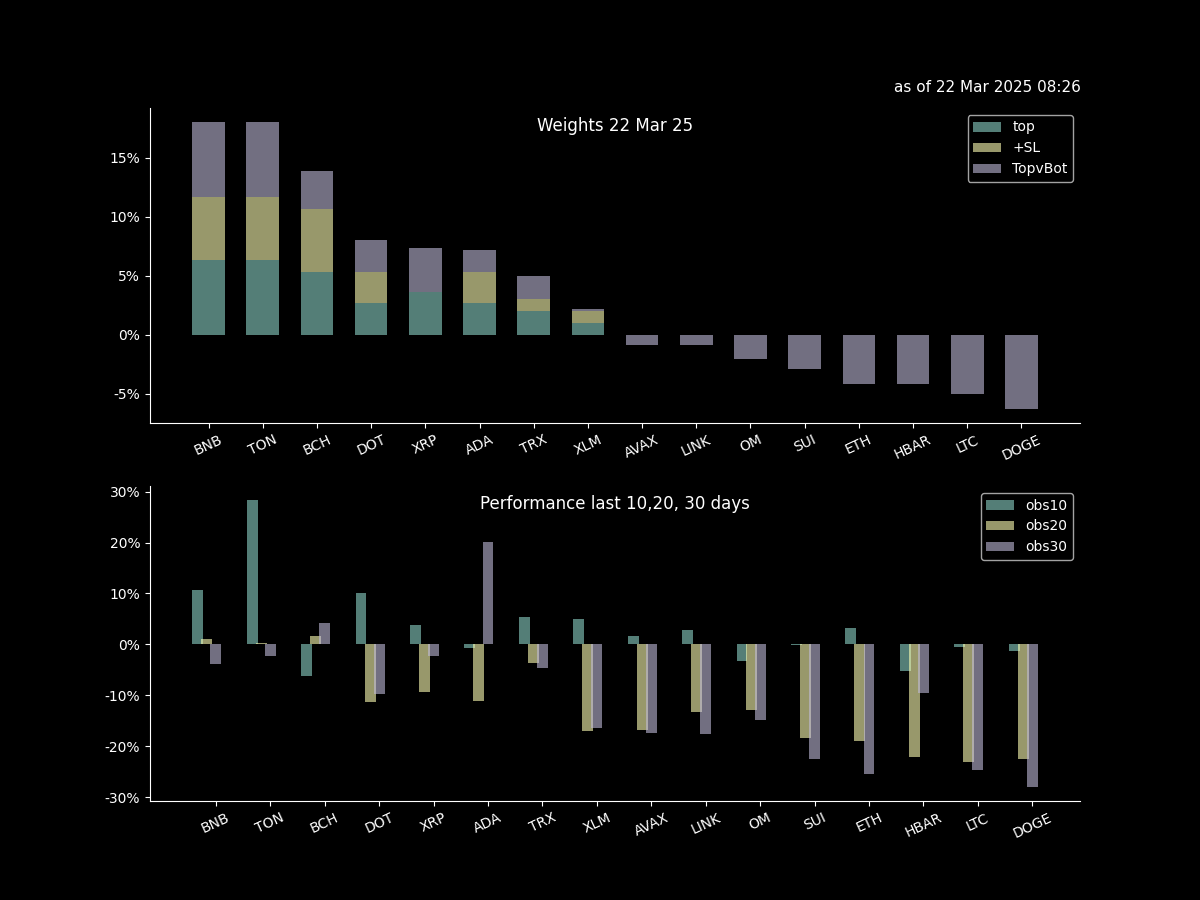 as of 22 Mar 2025 08:26
Weights 22 Mar 25
top
+SL
TopvBot
15%
10%
5%
0%
-5%
BNB TON BCH DOT XRP ADA TRX XLM AVAX LINK OM SUI ETH HBAR LTC DOGE
Performance last 10,20, 30 days
obs10
obs20
obs30
30%
20%
10%
0%
-10%
-20%
-30%
BNB TON BCH DOT XRP ADA TRX XLM AVAX LINK OM SUI ETH HBAR LTC DOGE